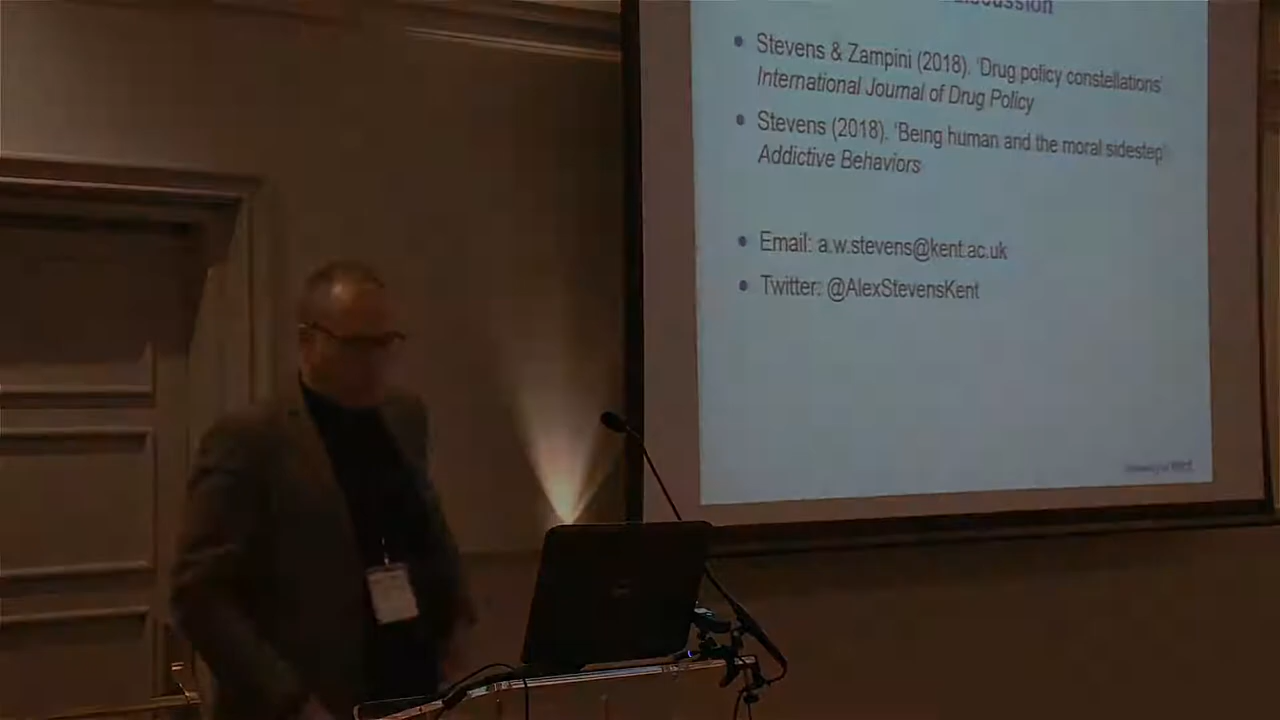 discussion
• Stevens & Zampini (2018). 'Drug policy constellations'
International Journal of Drug Policy
• Stevens (2018). 'Being human and the moral sidestep'
Addictive Behaviors
• Email: a.w.stevens@kent.ac.uk
• Twitter: @AlexStevensKent